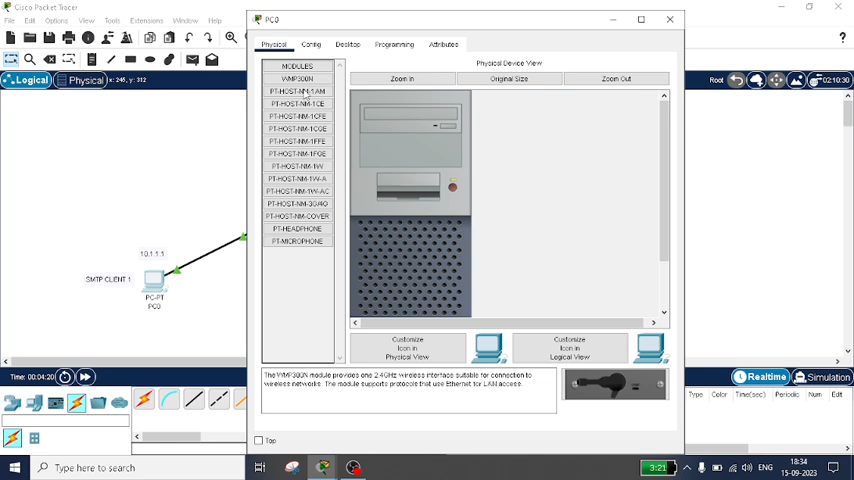 Cisco Packet Tracer
File Edit Options View Tools Extensions Window Help
Logical Physical x: 245, y: 312
Root 02:10:30
PC0
Physical Config Desktop Programming Attributes
MODULES
WMP300N
PT-HOST-NM-1AM
PT-HOST-NM-1CE
PT-HOST-NM-1CFE
PT-HOST-NM-1CGE
PT-HOST-NM-1FFE
PT-HOST-NM-1FGE
PT-HOST-NM-1W
PT-HOST-NM-1W-A
PT-HOST-NM-1W-AC
PT-HOST-NM-3G/4G
PT-HOST-NM-COVER
PT-HEADPHONE
PT-MICROPHONE
Physical Device View
Zoom In Original Size Zoom Out
Customize
Icon in
Physical View
Customize
Icon in
Logical View
The WMP300N module provides one 2.4GHz wireless interface suitable for connection to
wireless networks. The module supports protocols that use Ethernet for LAN access.
Top
10.1.1.1
SMTP CLIENT 1
PC-PT
PC0
Time: 00:04:20
Realtime Simulation
Type Color Time(sec) Periodic Num Edit
Type here to search
3:21
ENG
18:34
15-09-2023